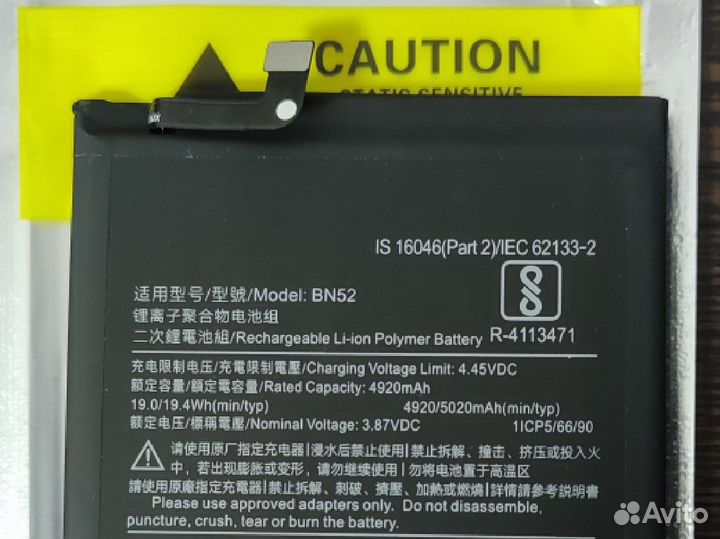 CAUTION
STATIC SENSITIVE
IS 16046(Part 2)/IEC 62133-2
适用型号/型號/Model: BN52
锂离子聚合物电池组
二次鋰電池組/Rechargeable Li-ion Polymer Battery
R-4113471
充电限制电压/充電限制電壓/Charging Voltage Limit: 4.45VDC
额定容量/額定電容量/Rated Capacity: 4920mAh
19.0/19.4Wh(min/typ) 4920/5020mAh(min/typ)
额定电压/標稱電壓/Nominal Voltage: 3.87VDC 1ICP5/66/90
请使用原厂指定充电器|浸水后禁止使用|禁止拆解、撞击、挤压或投入火
中，若出现膨胀或变形，请勿继续使用|勿将电池置于高温区
請使用原廠指定充電器|禁止拆解、刺破、擠壓、加熱或燃燒|詳情請參考説明書
Please use approved adapters only. Do not disassemble,
puncture, crush, tear or burn the battery.
Avito